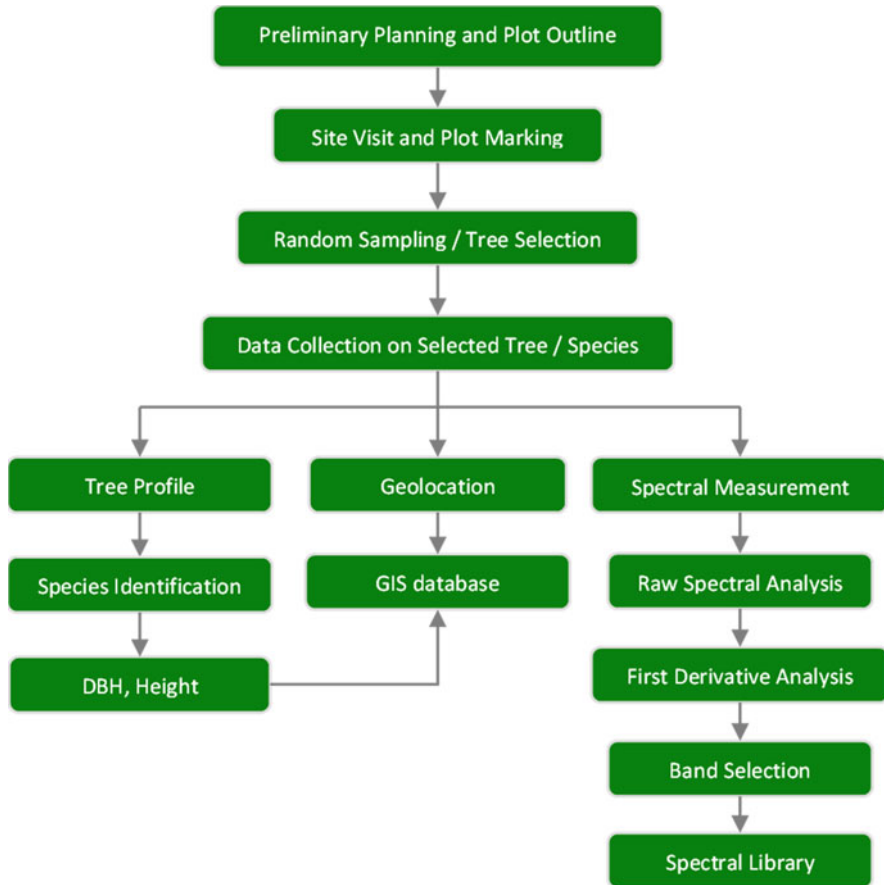 Preliminary Planning and Plot Outline
Site Visit and Plot Marking
Random Sampling / Tree Selection
Data Collection on Selected Tree / Species
Tree Profile
Geolocation
Spectral Measurement
Species Identification
GIS database
Raw Spectral Analysis
DBH, Height
First Derivative Analysis
Band Selection
Spectral Library